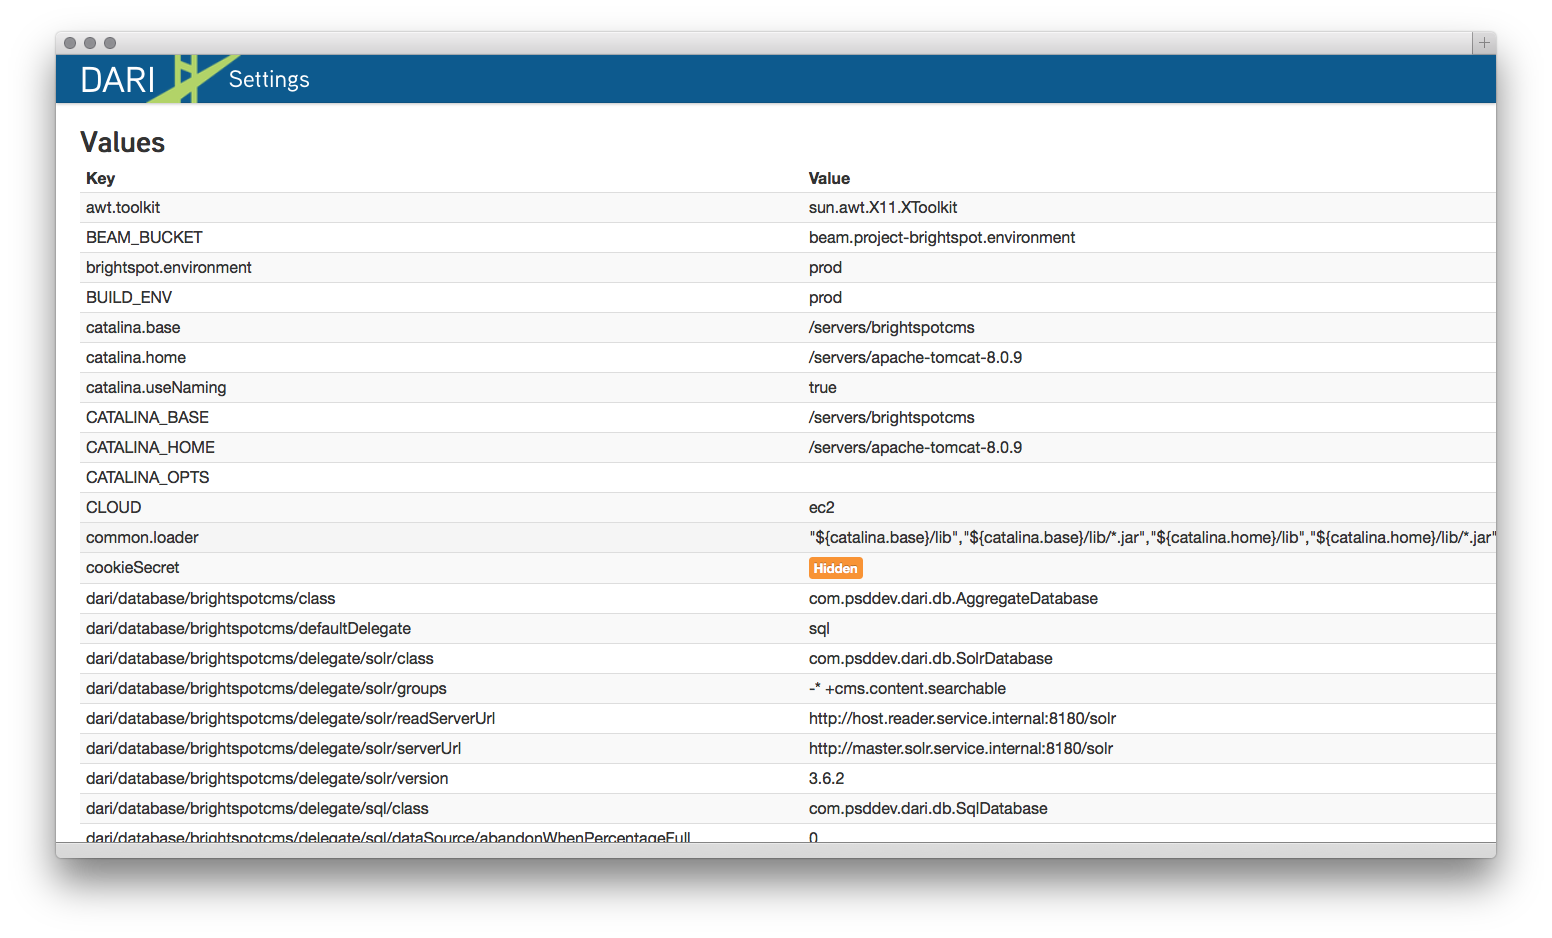 DARI Settings
Values
Key Value
awt.toolkit sun.awt.X11.XToolkit
BEAM_BUCKET beam.project-brightspot.environment
brightspot.environment prod
BUILD_ENV prod
catalina.base /servers/brightspotcms
catalina.home /servers/apache-tomcat-8.0.9
catalina.useNaming true
CATALINA_BASE /servers/brightspotcms
CATALINA_HOME /servers/apache-tomcat-8.0.9
CATALINA_OPTS
CLOUD ec2
common.loader "${catalina.base}/lib","${catalina.base}/lib/*.jar","${catalina.home}/lib","${catalina.home}/lib/*.jar"
cookieSecret Hidden
dari/database/brightspotcms/class com.psddev.dari.db.AggregateDatabase
dari/database/brightspotcms/defaultDelegate sql
dari/database/brightspotcms/delegate/solr/class com.psddev.dari.db.SolrDatabase
dari/database/brightspotcms/delegate/solr/groups -* +cms.content.searchable
dari/database/brightspotcms/delegate/solr/readServerUrl http://host.reader.service.internal:8180/solr
dari/database/brightspotcms/delegate/solr/serverUrl http://master.solr.service.internal:8180/solr
dari/database/brightspotcms/delegate/solr/version 3.6.2
dari/database/brightspotcms/delegate/sql/class com.psddev.dari.db.SqlDatabase
dari/database/brightspotcms/delegate/sql/dataSource/abandonWhenPercentageFull 0